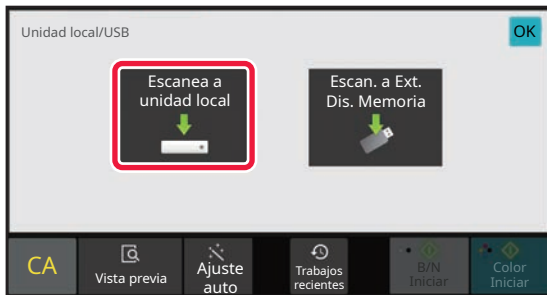 Unidad local/USB
OK
Escanea a
unidad local
Escan. a Ext.
Dis. Memoria
CA
Vista previa
Ajuste
auto
Trabajos
recientes
B/N
Iniciar
Color
Iniciar